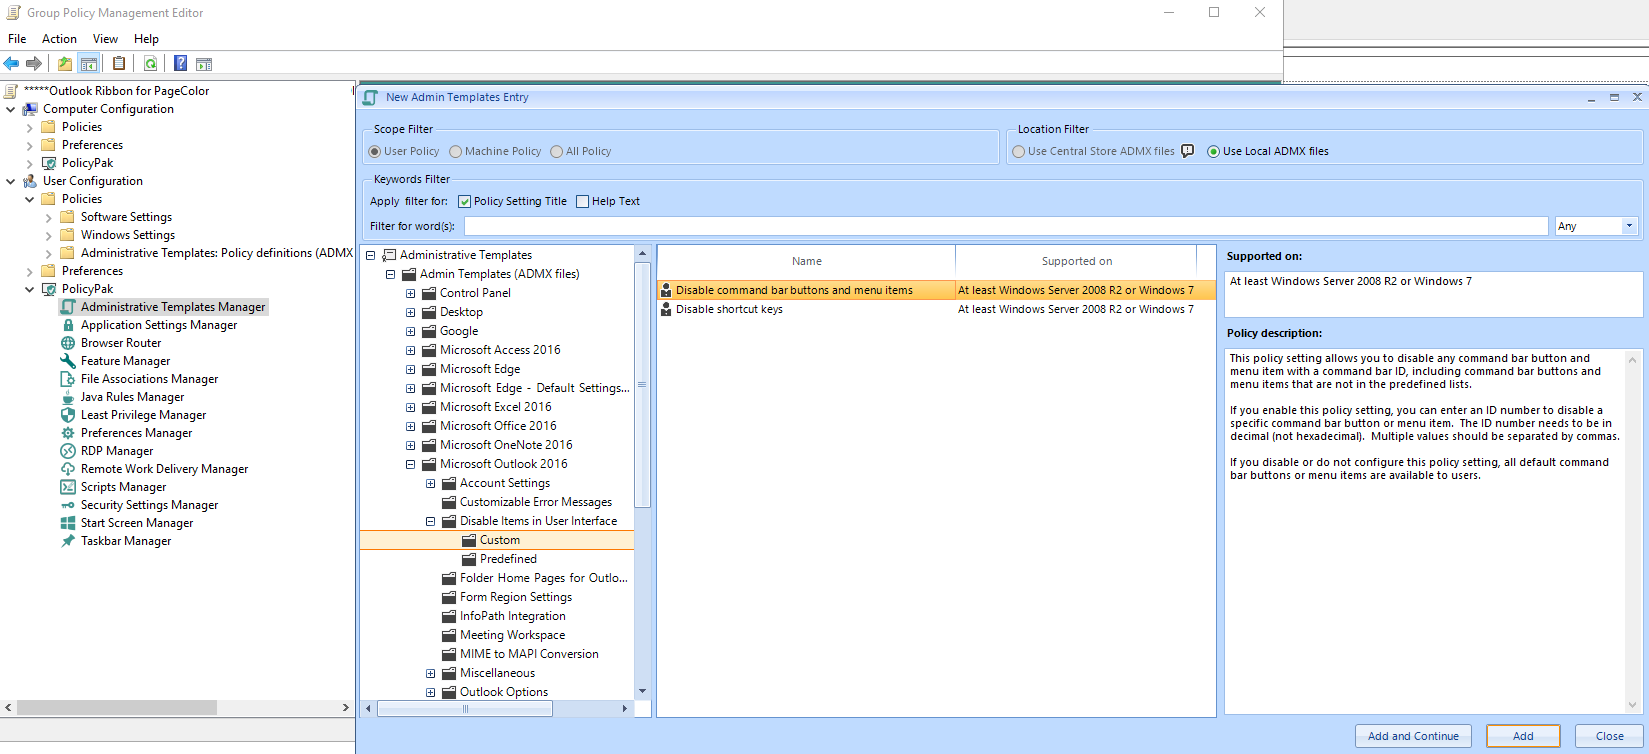 Group Policy Management Editor
File Action View Help
*****Outlook Ribbon for PageColor
Computer Configuration
Policies
Preferences
PolicyPak
User Configuration
Policies
Software Settings
Windows Settings
Administrative Templates: Policy definitions (ADMX
Preferences
PolicyPak
Administrative Templates Manager
Application Settings Manager
Browser Router
Feature Manager
File Associations Manager
Java Rules Manager
Least Privilege Manager
Preferences Manager
RDP Manager
Remote Work Delivery Manager
Scripts Manager
Security Settings Manager
Start Screen Manager
Taskbar Manager
New Admin Templates Entry
Scope Filter
User Policy Machine Policy All Policy
Location Filter
Use Central Store ADMX files Use Local ADMX files
Keywords Filter
Apply filter for: Policy Setting Title Help Text
Filter for word(s): Any
Administrative Templates
Admin Templates (ADMX files)
Control Panel
Desktop
Google
Microsoft Access 2016
Microsoft Edge
Microsoft Edge - Default Settings...
Microsoft Excel 2016
Microsoft Office 2016
Microsoft OneNote 2016
Microsoft Outlook 2016
Account Settings
Customizable Error Messages
Disable Items in User Interface
Custom
Predefined
Folder Home Pages for Outlo...
Form Region Settings
InfoPath Integration
Meeting Workspace
MIME to MAPI Conversion
Miscellaneous
Outlook Options
Name Supported on
Disable command bar buttons and menu items At least Windows Server 2008 R2 or Windows 7
Disable shortcut keys At least Windows Server 2008 R2 or Windows 7
Supported on:
At least Windows Server 2008 R2 or Windows 7
Policy description:
This policy setting allows you to disable any command bar button and
menu item with a command bar ID, including command bar buttons and
menu items that are not in the predefined lists.
If you enable this policy setting, you can enter an ID number to disable a
specific command bar button or menu item. The ID number needs to be in
decimal (not hexadecimal). Multiple values should be separated by commas.
If you disable or do not configure this policy setting, all default command
bar buttons or menu items are available to users.
Add and Continue Add Close